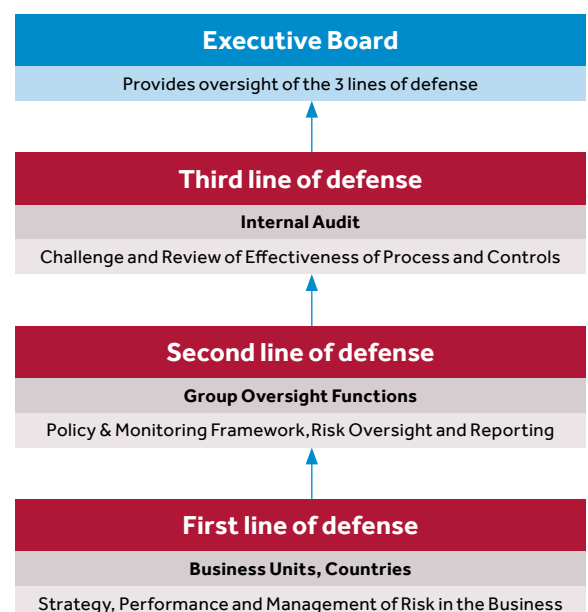 Executive Board
Provides oversight of the 3 lines of defense
Third line of defense
Internal Audit
Challenge and Review of Effectiveness of Process and Controls
Second line of defense
Group Oversight Functions
Policy & Monitoring Framework,Risk Oversight and Reporting
First line of defense
Business Units, Countries
Strategy, Performance and Management of Risk in the Business